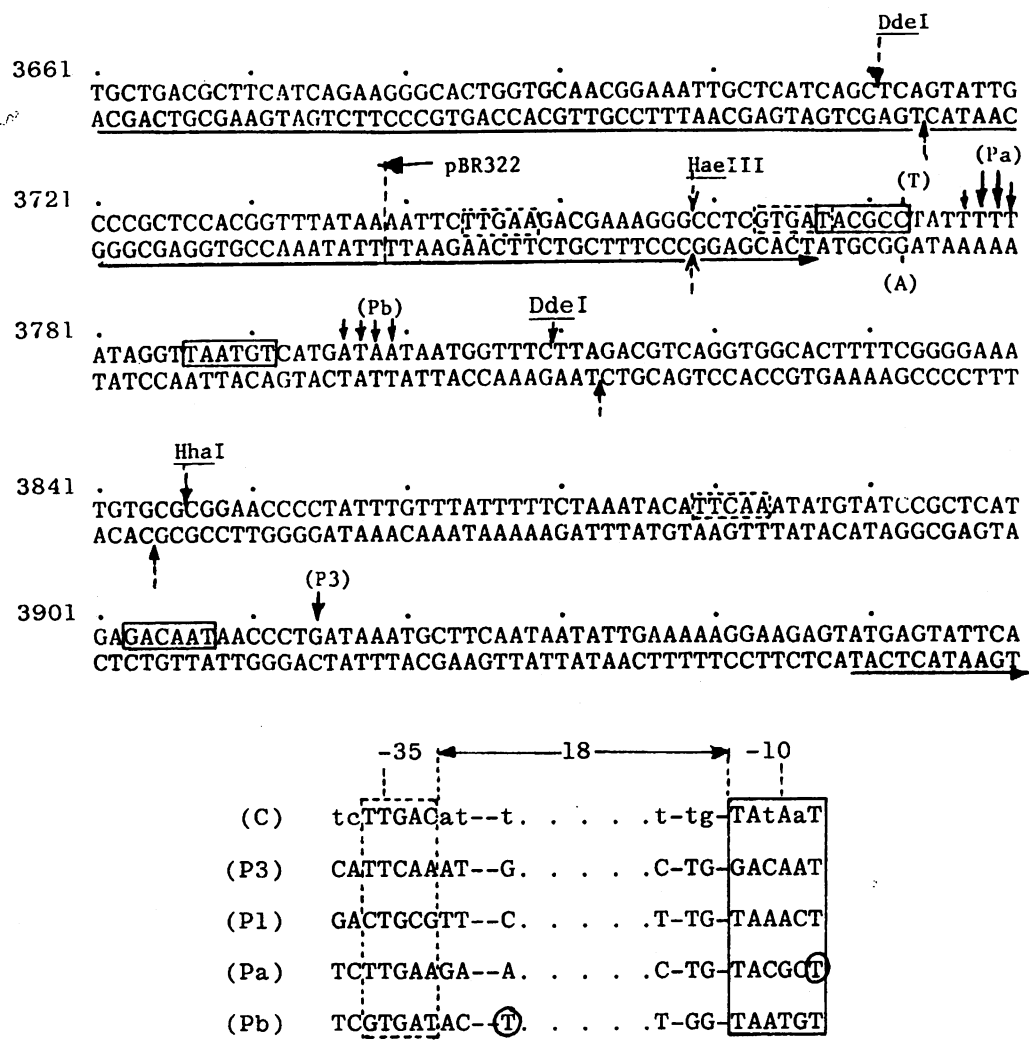 DdeI
3661
TGCTGACGCTTCATCAGAAGGGCACTGGTGCAACGGAAATTGCTCATCAGCTCAGTATTG
ACGACTGCGAAGTAGTCTTCCCGTGACCACGTTGCCTTTAACGAGTAGTCGAGTCATAAC
pBR322 HaeIII (T) (Pa)
3721
CCCGCTCCACGGTTTATAAAATTCTTGAAGACGAAAGGGCCTCGTGATACGCCTATTTTT
GGGCGAGGTGCCAAATATTTTAAGAACTTCTGCTTTCCCGGAGCACTATGCGGATAAAAA
(A)
(Pb) DdeI
3781
ATAGGTTAATGTCATGATAATAATGGTTTCTTAGACGTCAGGTGGCACTTTTCGGGGAAA
TATCCAATTACAGTACTATTATTACCAAAGAATCTGCAGTCCACCGTGAAAAGCCCCTTT
HhaI
3841
TGTGCGCGGAACCCCTATTTGTTTATTTTTCTAAATACATTCAAATATGTATCCGCTCAT
ACACGCGCCTTGGGGATAAACAAATAAAAAGATTTATGTAAGTTTATACATAGGCGAGTA
(P3)
3901
GAGACAATAACCCTGATAAATGCTTCAATAATATTGAAAAAGGAAGAGTATGAGTATTCA
CTCTGTTATTGGGACTATTTACGAAGTTATTATAACTTTTTCCTTCTCATACTCATAAGT
-35 18 -10
(C) tcTTGACat--t. . . . .t-tg-TAtAaT
(P3) CATTCAAAT--G. . . . .C-TG-GACAAT
(P1) GACTGCGTT--C. . . . .T-TG-TAAACT
(Pa) TCTTGAAGA--A. . . . .C-TG-TACGCT
(Pb) TCGTGATAC--T. . . . .T-GG-TAATGT